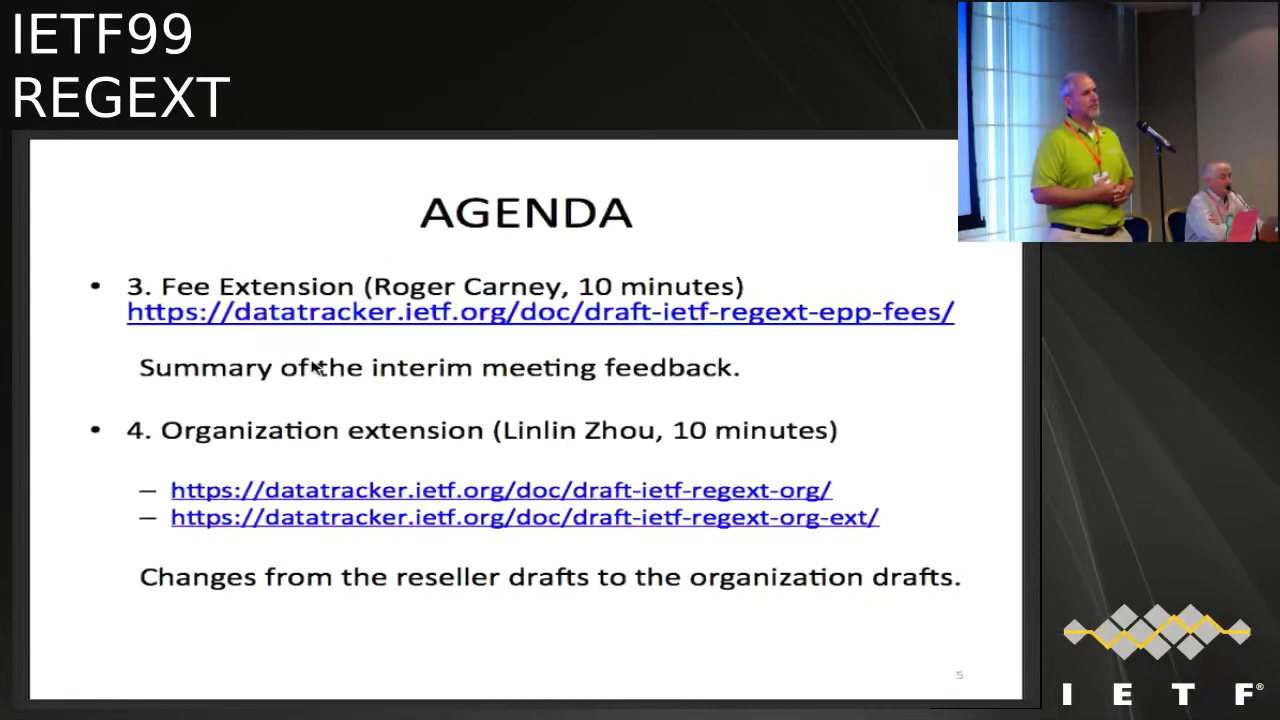 IETF99
REGEXT
AGENDA
• 3. Fee Extension (Roger Carney, 10 minutes)
https://datatracker.ietf.org/doc/draft-ietf-regext-epp-fees/
Summary of the interim meeting feedback.
• 4. Organization extension (Linlin Zhou, 10 minutes)
– https://datatracker.ietf.org/doc/draft-ietf-regext-org/
– https://datatracker.ietf.org/doc/draft-ietf-regext-org-ext/
Changes from the reseller drafts to the organization drafts.
5
I E T F®